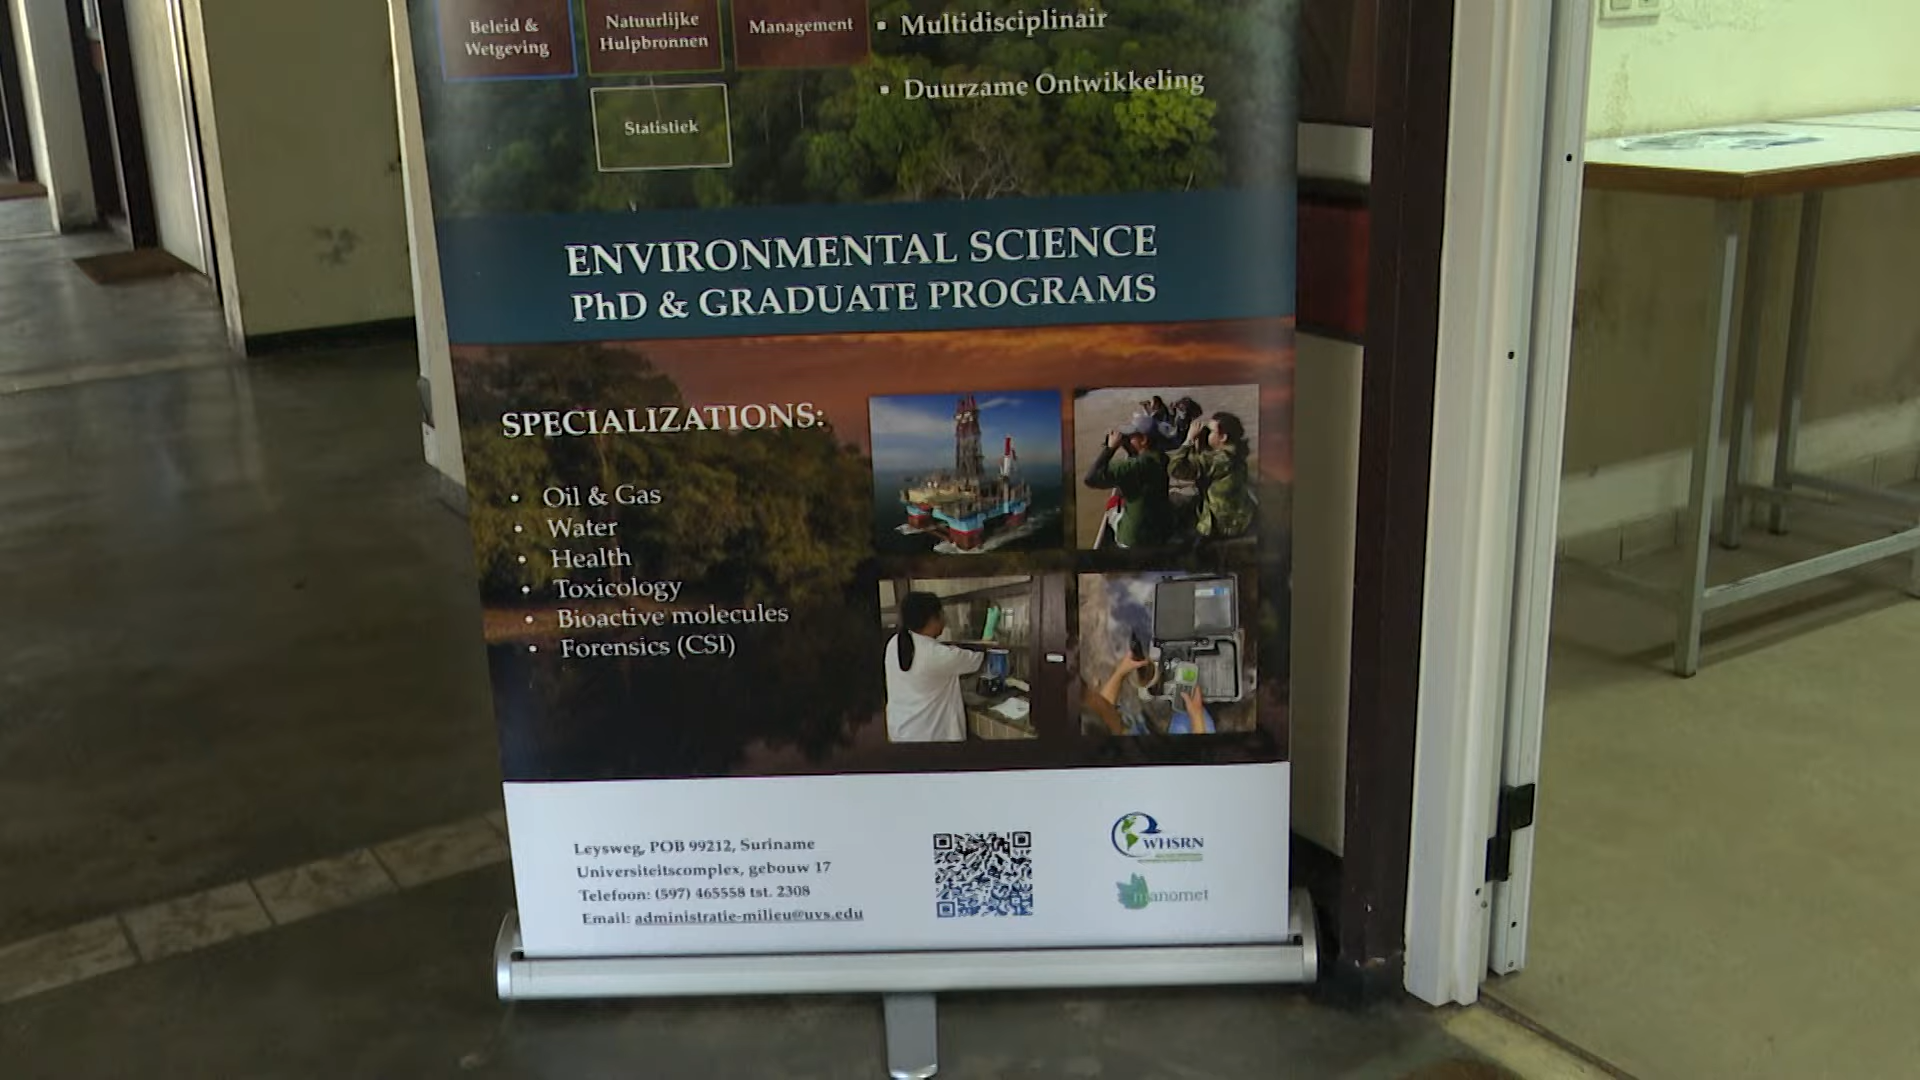 Beleid &
Wetgeving
Natuurlijke
Hulpbronnen
Management
Statistiek
▪ Multidisciplinair
▪ Duurzame Ontwikkeling
ENVIRONMENTAL SCIENCE
PhD & GRADUATE PROGRAMS
SPECIALIZATIONS:
• Oil & Gas
• Water
• Health
• Toxicology
• Bioactive molecules
• Forensics (CSI)
Leysweg, POB 99212, Suriname
Universiteitscomplex, gebouw 17
Telefoon: (597) 465558 tst. 2308
Email: administratie-milieu@uvs.edu
WHSRN
manomet